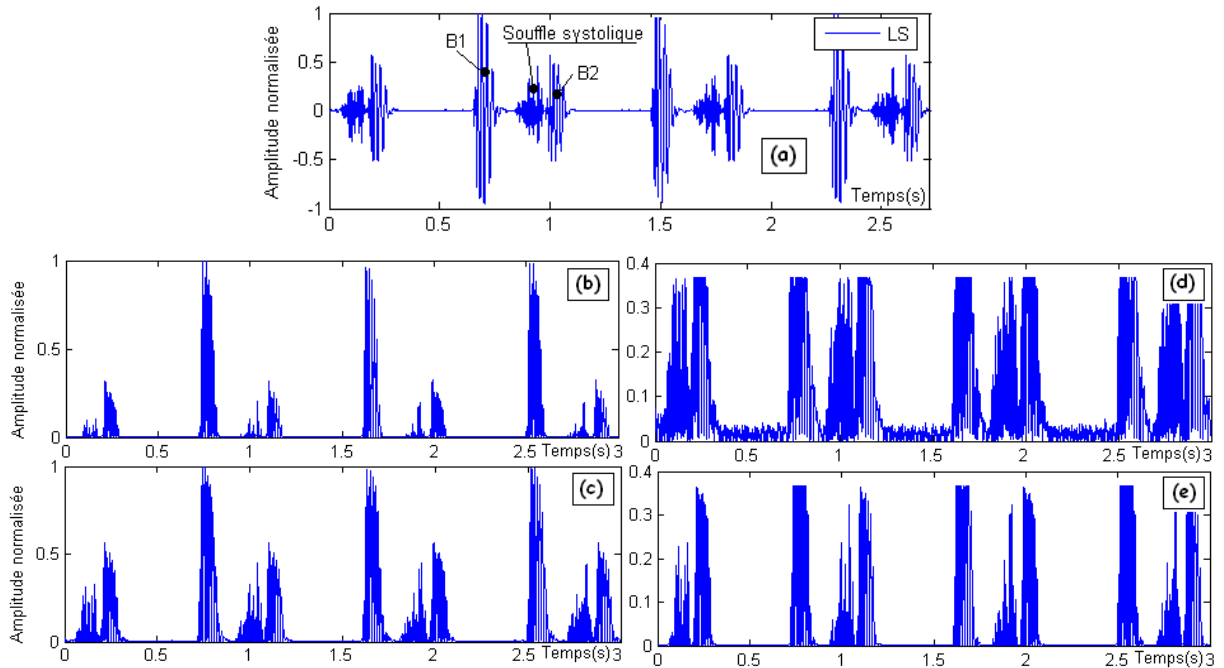 1
0.5
0
-0.5
-1
Amplitude normalisée
B1
Souffle systolique
B2
LS
(a)
Temps(s)
0 0.5 1 1.5 2 2.5
1
0.5
0
Amplitude normalisée
(b)
0 0.5 1 1.5 2 2.5 Temps(s) 3
0.4
0.3
0.2
0.1
0
(d)
0 0.5 1 1.5 2 2.5 Temps(s) 3
1
0.5
0
Amplitude normalisée
(c)
0 0.5 1 1.5 2 2.5 Temps(s) 3
0.4
0.3
0.2
0.1
0
(e)
0 0.5 1 1.5 2 2.5 Temps(s) 3